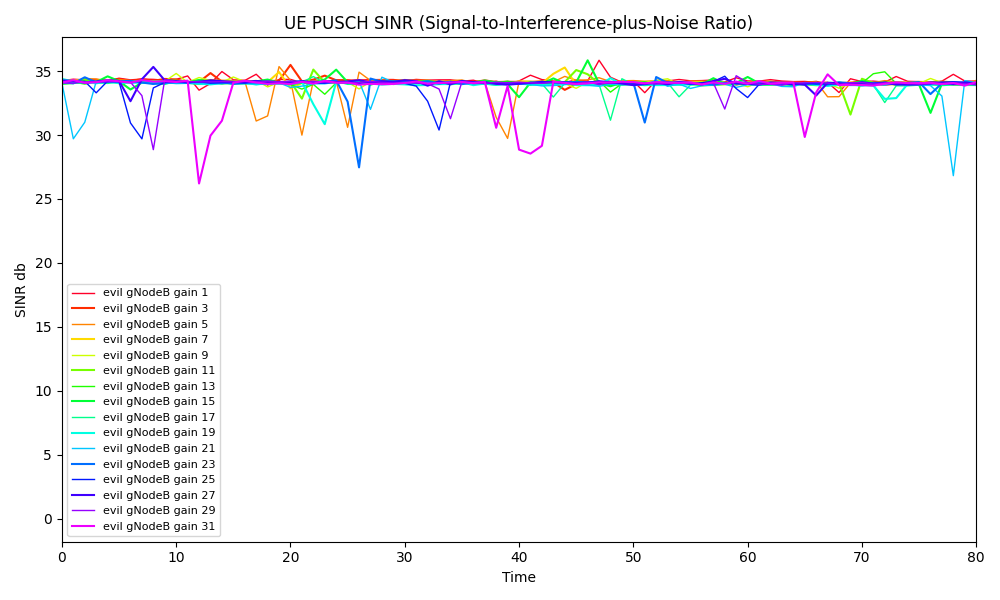 UE PUSCH SINR (Signal-to-Interference-plus-Noise Ratio)
SINR db
35
30
25
20
15
10
5
0
evil gNodeB gain 1
evil gNodeB gain 3
evil gNodeB gain 5
evil gNodeB gain 7
evil gNodeB gain 9
evil gNodeB gain 11
evil gNodeB gain 13
evil gNodeB gain 15
evil gNodeB gain 17
evil gNodeB gain 19
evil gNodeB gain 21
evil gNodeB gain 23
evil gNodeB gain 25
evil gNodeB gain 27
evil gNodeB gain 29
evil gNodeB gain 31
0 10 20 30 40 50 60 70 80
Time